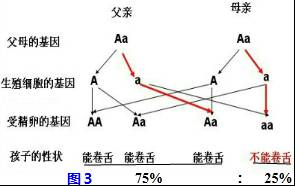 父亲 母亲
父母的基因 Aa Aa
生殖细胞的基因 A a A a
受精卵的基因 AA Aa Aa aa
孩子的性状 能卷舌 能卷舌 能卷舌 不能卷舌
图3 75% : 25%